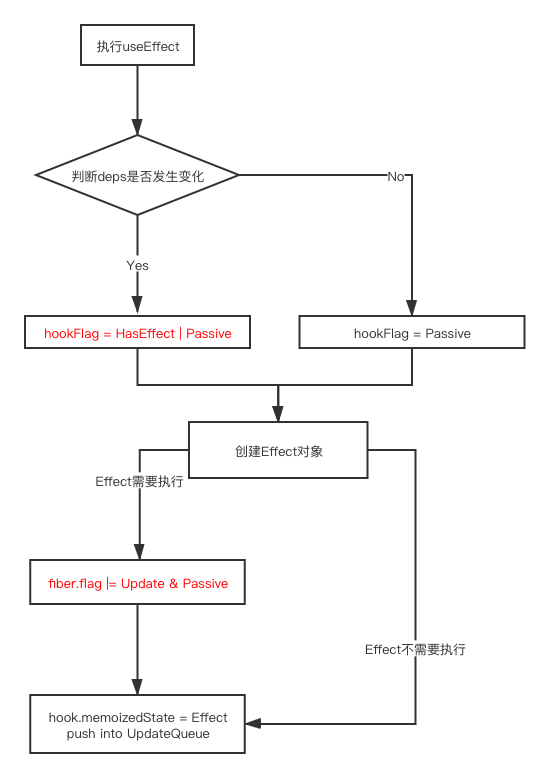 执行useEffect
判断deps是否发生变化
No
Yes
hookFlag = HasEffect | Passive
hookFlag = Passive
创建Effect对象
Effect需要执行
fiber.flag |= Update & Passive
Effect不需要执行
hook.memoizedState = Effect
push into UpdateQueue